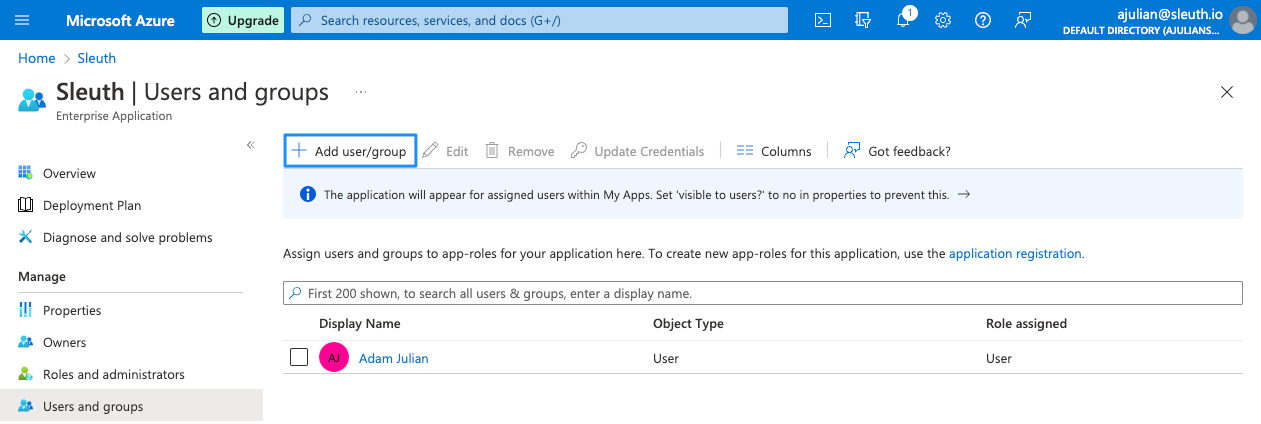 Microsoft Azure
Upgrade
Search resources, services, and docs (G+/)
1
ajulian@sleuth.io
DEFAULT DIRECTORY (AJULIANS...
Home > Sleuth
Sleuth | Users and groups
...
Enterprise Application
«
Add user/group
Edit
Remove
Update Credentials
Columns
Got feedback?
The application will appear for assigned users within My Apps. Set 'visible to users?' to no in properties to prevent this. →
Assign users and groups to app-roles for your application here. To create new app-roles for this application, use the application registration.
First 200 shown, to search all users & groups, enter a display name.
Display Name Object Type Role assigned
AJ Adam Julian User User
Overview
Deployment Plan
Diagnose and solve problems
Manage
Properties
Owners
Roles and administrators
Users and groups